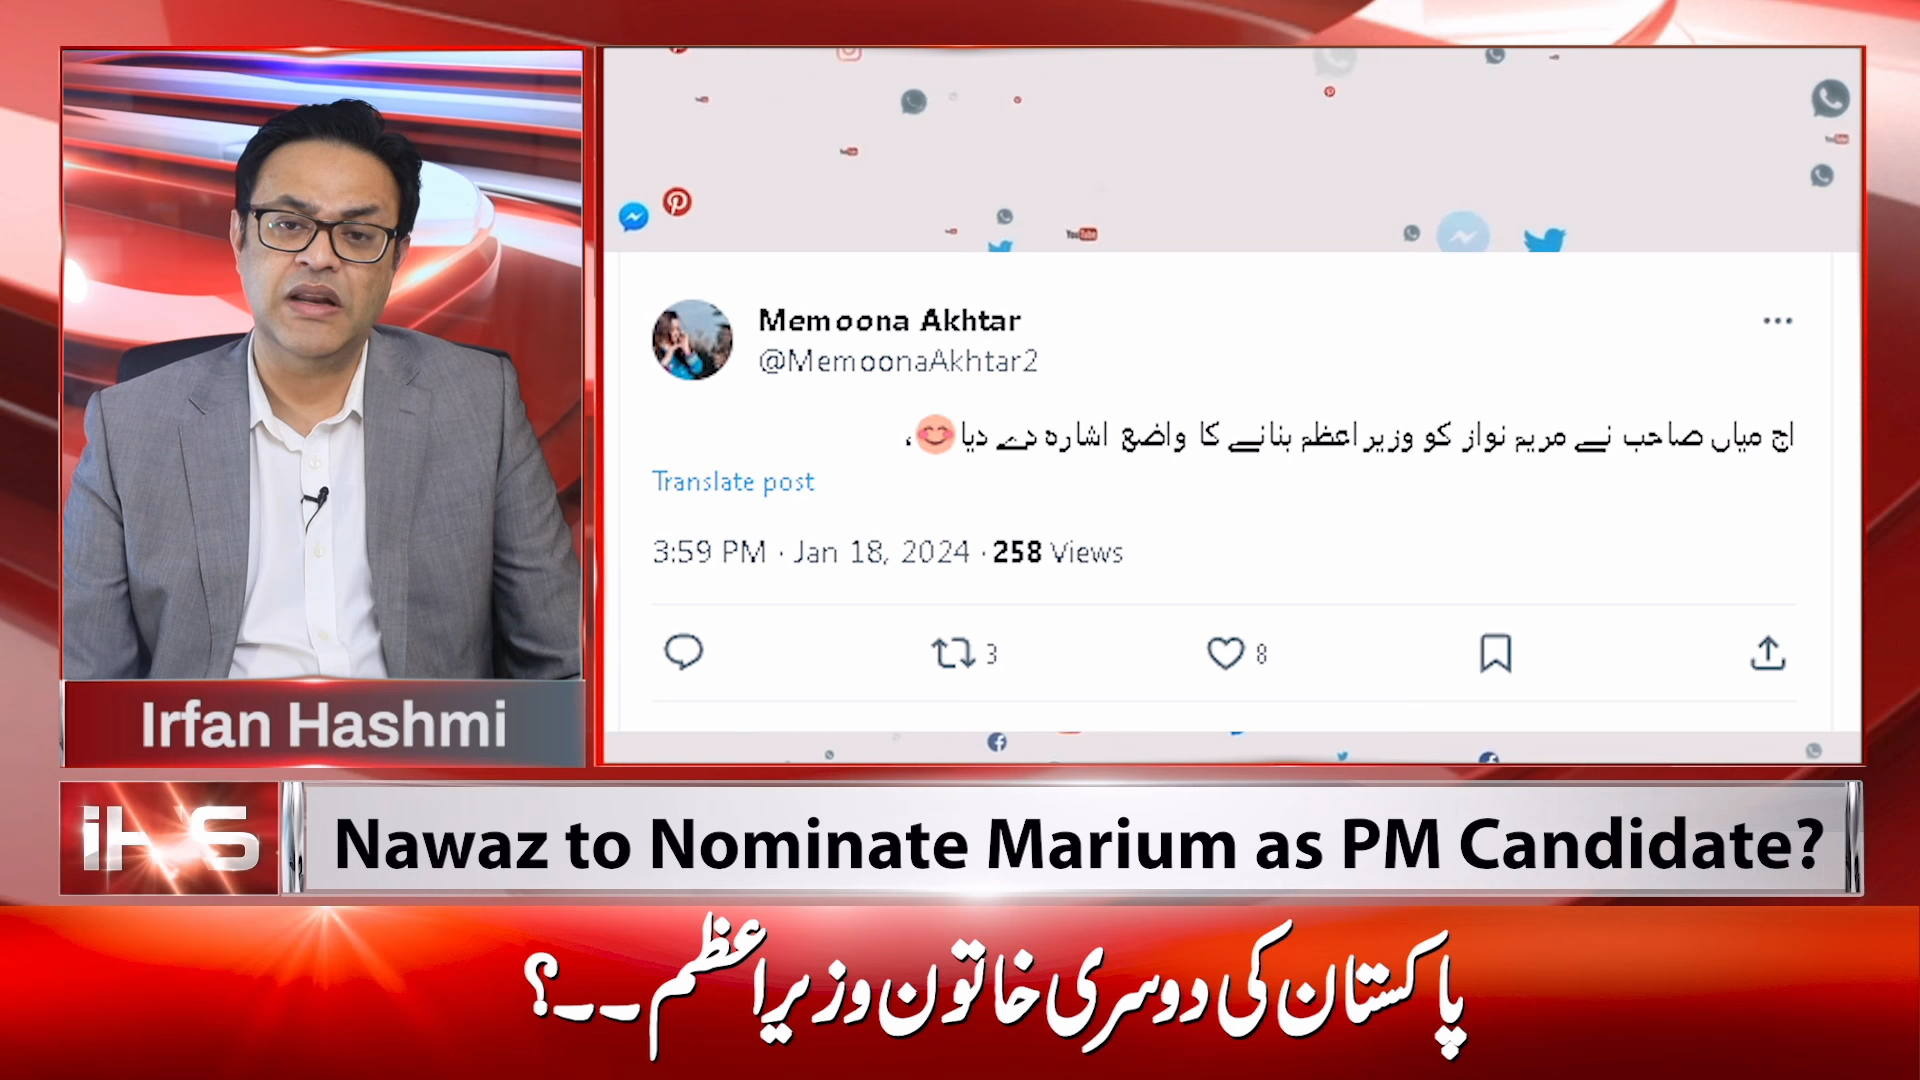 Memoona Akhtar
@MemoonaAkhtar2
اج میاں صاحب نے مریم نواز کو وزیراعظم بنانے کا واضع اشارہ دے دیا😊،
Translate post
3:59 PM · Jan 18, 2024 · 258 Views
3
8
Irfan Hashmi
Nawaz to Nominate Marium as PM Candidate?
پاکستان کی دوسری خاتون وزیراعظم ۔۔۔؟